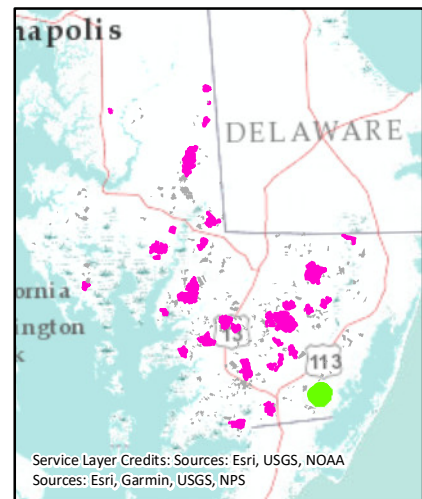 napolis
DELAWARE
ornia
ington
k
13
113
Service Layer Credits: Sources: Esri, USGS, NOAA
Sources: Esri, Garmin, USGS, NPS